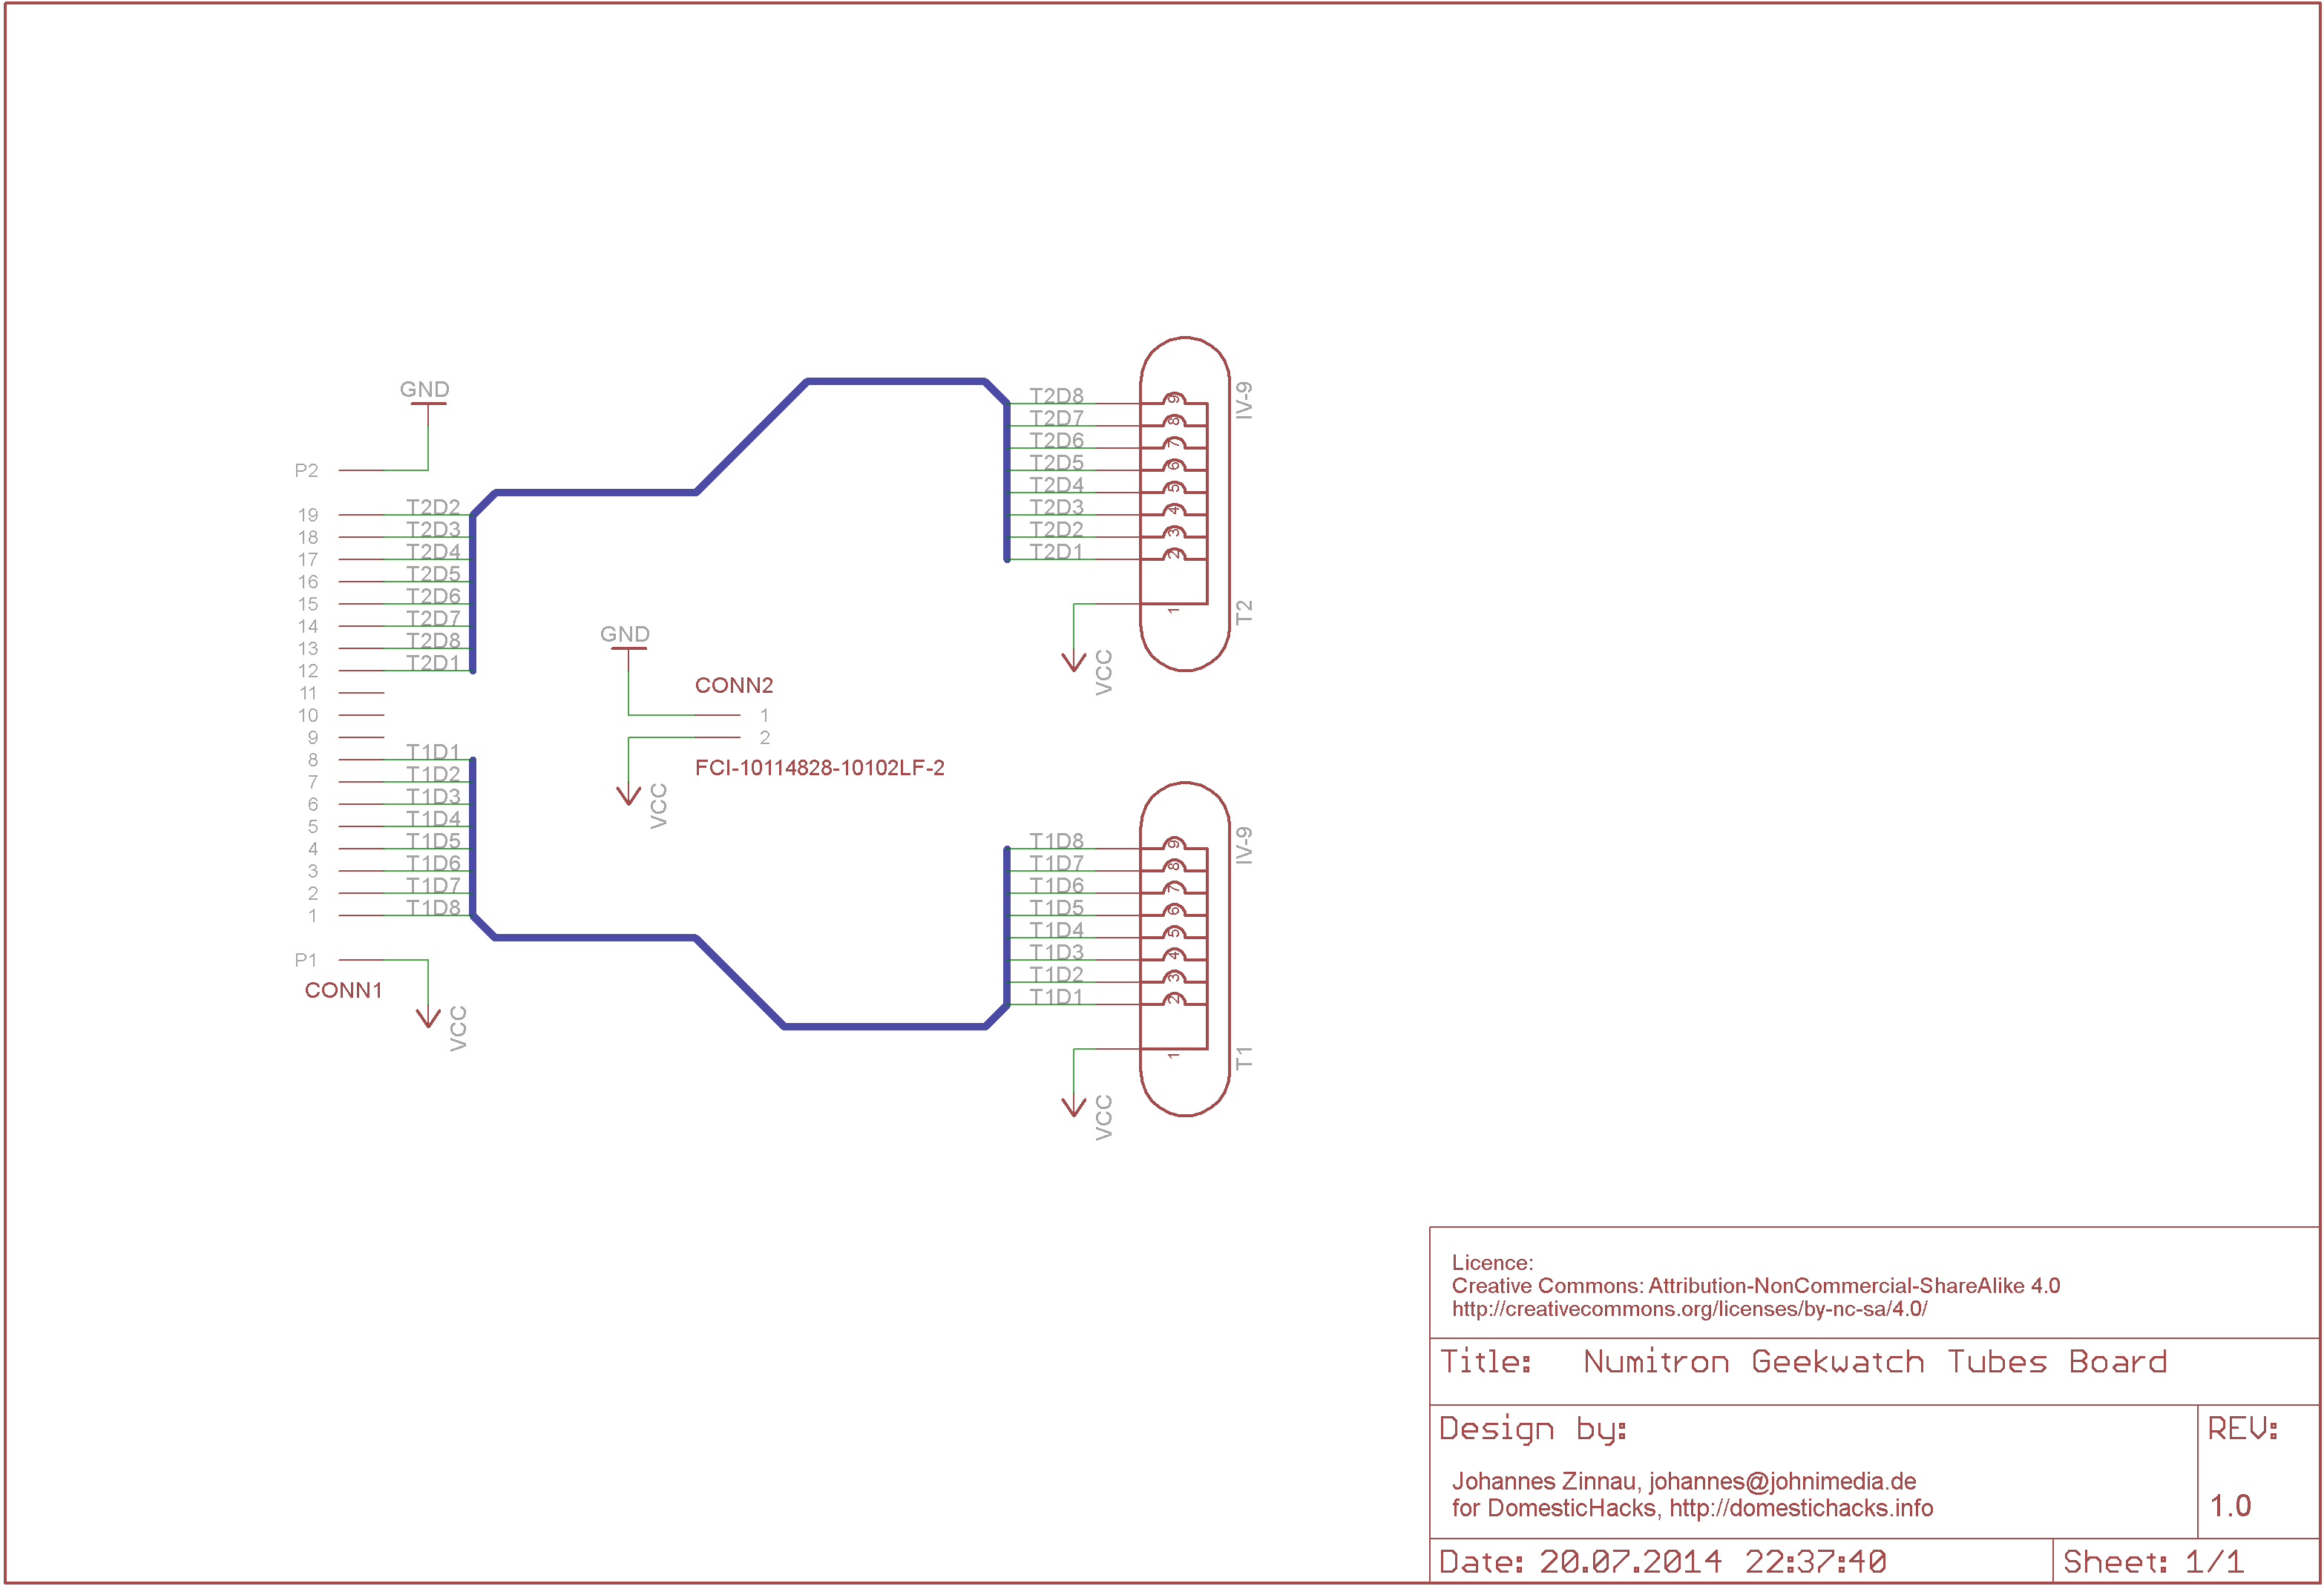 GND
P2
19 T2D2
18 T2D3
17 T2D4
16 T2D5
15 T2D6
14 T2D7
13 T2D8
12 T2D1
11
10
9
8 T1D1
7 T1D2
6 T1D3
5 T1D4
4 T1D5
3 T1D6
2 T1D7
1 T1D8
P1
CONN1
VCC
GND
CONN2
1
2
FCI-10114828-10102LF-2
VCC
T2D8 9
T2D7 8
T2D6 7
T2D5 6
T2D4 5
T2D3 4
T2D2 3
T2D1 2
1
IV-9
T2
VCC
T1D8 9
T1D7 8
T1D6 7
T1D5 6
T1D4 5
T1D3 4
T1D2 3
T1D1 2
1
IV-9
T1
VCC
Licence:
Creative Commons: Attribution-NonCommercial-ShareAlike 4.0
http://creativecommons.org/licenses/by-nc-sa/4.0/
Title: Numitron Geekwatch Tubes Board
Design by:
Johannes Zinnau, johannes@johnimedia.de
for DomesticHacks, http://domestichacks.info
REV:
1.0
Date: 20.07.2014 22:37:40
Sheet: 1/1